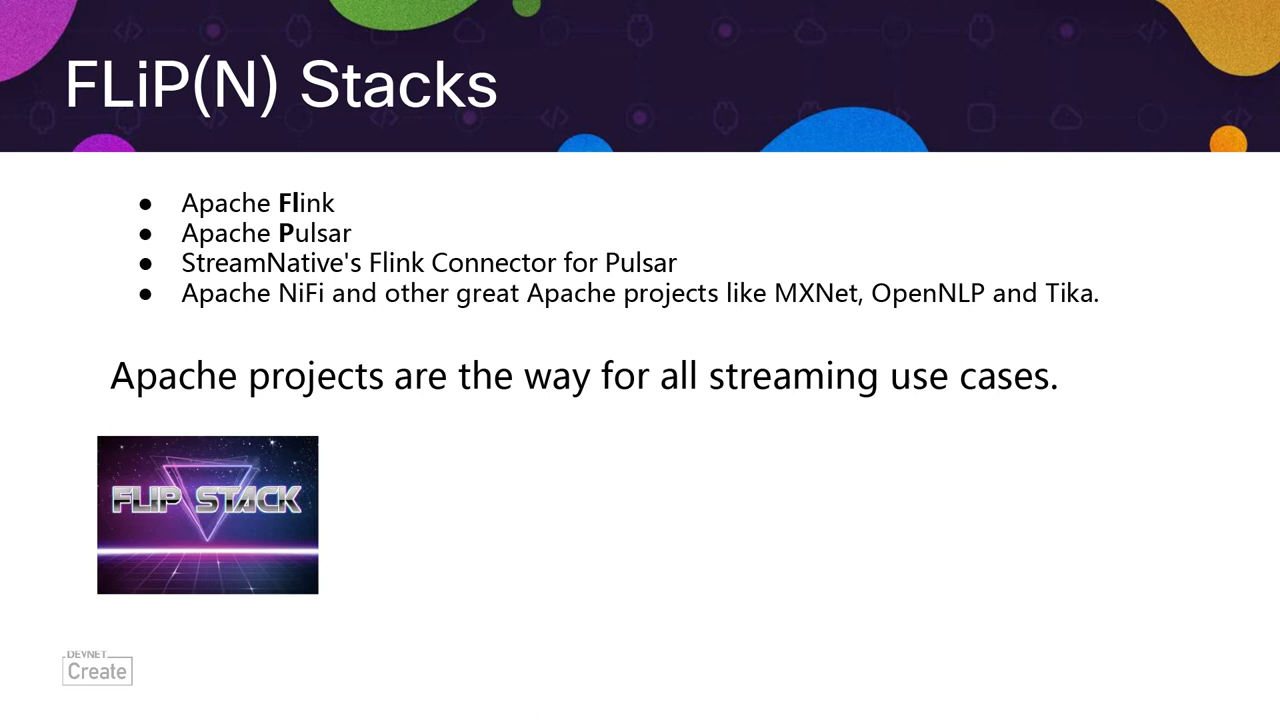 FLiP(N) Stacks
● Apache Flink
● Apache Pulsar
● StreamNative's Flink Connector for Pulsar
● Apache NiFi and other great Apache projects like MXNet, OpenNLP and Tika.
Apache projects are the way for all streaming use cases.
FLIP STACK
DEVNET
Create